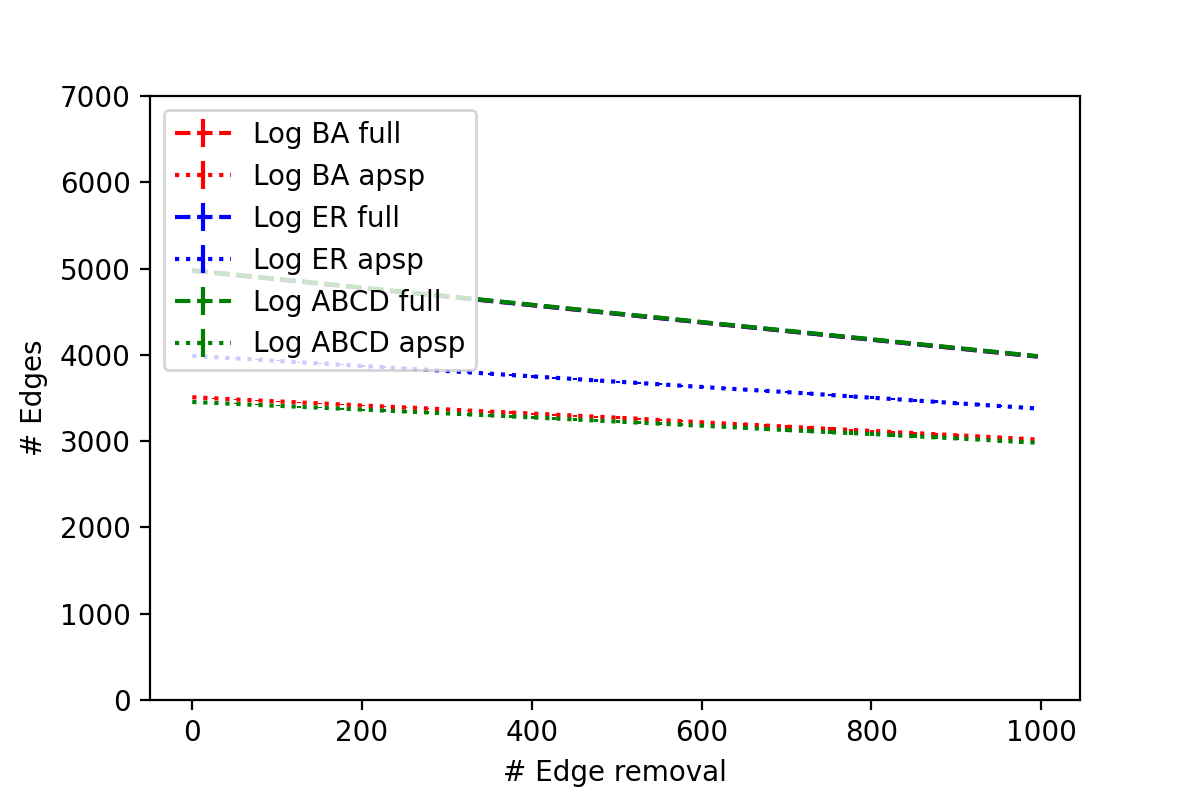 7000
6000
5000
4000
3000
2000
1000
0
# Edges
Log BA full
Log BA apsp
Log ER full
Log ER apsp
Log ABCD full
Log ABCD apsp
0 200 400 600 800 1000
# Edge removal